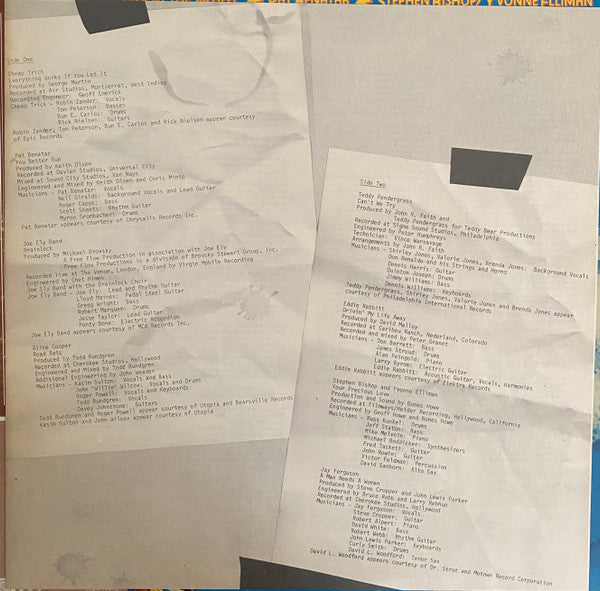 PAT BENATAR
STEPHEN BISHOP/YVONNE ELLIMAN
Side One
Cheap Trick
Everything Works If You Let It
Produced by George Martin
Recorded at Air Studios, Montserrat, West Indies
Recording Engineer: Geoff Emerick
Cheap Trick - Robin Zander: Vocals
Tom Peterson: Basses
Bun E. Carlos: Drums
Rick Nielsen: Guitars
Robin Zander, Tom Peterson, Bun E. Carlos and Rick Nielsen appear courtesy
of Epic Records
Pat Benatar
You Better Run
Produced by Keith Olsen
Recorded at Davlen Studios, Universal City
Mixed at Sound City Studios, Van Nuys
Engineered and Mixed by Keith Olsen and Chris Minto
Musicians - Pat Benatar: Vocals
Neil Giraldo: Background Vocals and Lead Guitar
Roger Capps: Bass
Scott Sheets: Rhythm Guitar
Myron Grombacher: Drums
Pat Benatar appears courtesy of Chrysalis Records Inc.
Joe Ely Band
Brainlock
Produced by Michael Brovsky
A Free Flow Production in association with Joe Ely
Free Flow Productions is a division of Brovsky Stewart Group, Inc.
Recorded live at The Venue, London, England by Virgin Mobile Recording
Engineered by Chet Himes
Joe Ely Band with the Brainlock Choir
Joe Ely Band - Joe Ely: Lead and Rhythm Guitar
Lloyd Maines: Pedal Steel Guitar
Gregg Wright: Bass
Robert Marquam: Drums
Jesse Taylor: Lead Guitar
Ponty Bone: Electric Accordion
Joe Ely Band appears courtesy of MCA Records Inc.
Alice Cooper
Road Rats
Produced by Todd Rundgren
Recorded at Cherokee Studios, Hollywood
Engineered and Mixed by Todd Rundgren
Additional Engineering by John Weaver
Musicians - Kasim Sulton: Vocals and Bass
John "Willie" Wilcox: Vocals and Drums
Roger Powell: Vocals and Keyboards
Todd Rundgren: Vocals
Davey Johnstone: Guitars
Todd Rundgren and Roger Powell appear courtesy of Utopia and Bearsville Records
Kasim Sulton and John Wilcox appear courtesy of Utopia
Side Two
Teddy Pendergrass
Can't We Try
Produced by John R. Faith and
Teddy Pendergrass for Teddy Bear Productions
Recorded at Sigma Sound Studios, Philadelphia
Engineered by Peter Humphreys
Technician: Vince Warsavage
Arrangements by John R. Faith
Musicians - Shirley Jones, Valorie Jones, Brenda Jones: Background Vocals
Don Renaldo and his Strings and Horns
Dennis Harris: Guitar
Quinton Joseph: Drums
Jimmy Williams: Bass
Dennis Williams: Keyboards
Teddy Pendergrass, Shirley Jones, Valorie Jones and Brenda Jones appear
courtesy of Philadelphia International Records
Eddie Rabbitt
Drivin' My Life Away
Produced by David Malloy
Recorded at Caribou Ranch, Nederland, Colorado
Recorded and mixed by Peter Granet
Musicians - Don Barrett: Bass
James Stroud: Drums
Alan Feingold: Piano
Larry Byrom: Electric Guitar
Eddie Rabbitt: Acoustic Guitar, Vocals, Harmonies
Eddie Rabbitt appears courtesy of Elektra Records
Stephen Bishop and Yvonne Elliman
Your Precious Love
Production and Sound by Bones Howe
Recorded at Filmways/Heider Recordings, Hollywood, California
Engineered by Geoff Howe and Bones Howe
Musicians - Russ Kunkel: Drums
Jeff Staton: Bass
Mike Melvoin: Piano
Michael Boddicker: Synthesizers
Fred Tackett: Guitar
John Rowin: Guitar
Victor Feldman: Percussion
David Sanborn: Alto Sax
Jay Ferguson
A Man Needs A Woman
Produced by Steve Cropper and John Lewis Parker
Engineered by Bruce Robb and Larry Rebhun
Recorded at Cherokee Studios, Hollywood
Musicians - Jay Ferguson: Vocals
Steve Cropper: Guitar
Robert Alpert: Piano
David White: Bass
Robert Webb: Rhythm Guitar
John Lewis Parker: Keyboards
Curly Smith: Drums
David L. Woodford: Tenor Sax
David L. Woodford appears courtesy of Dr. Strut and Motown Record Corporation